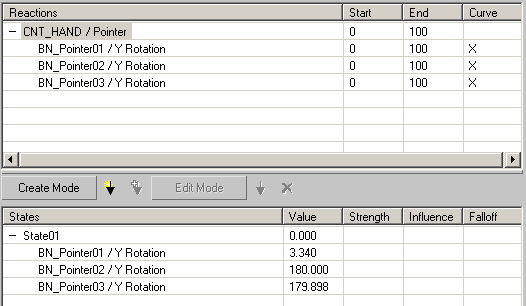 Reactions Start End Curve
− CNT_HAND / Pointer 0 100
BN_Pointer01 / Y Rotation 0 100 X
BN_Pointer02 / Y Rotation 0 100 X
BN_Pointer03 / Y Rotation 0 100 X
Create Mode Edit Mode
States Value Strength Influence Falloff
− State01 0.000
BN_Pointer01 / Y Rotation 3.340
BN_Pointer02 / Y Rotation 180.000
BN_Pointer03 / Y Rotation 179.898